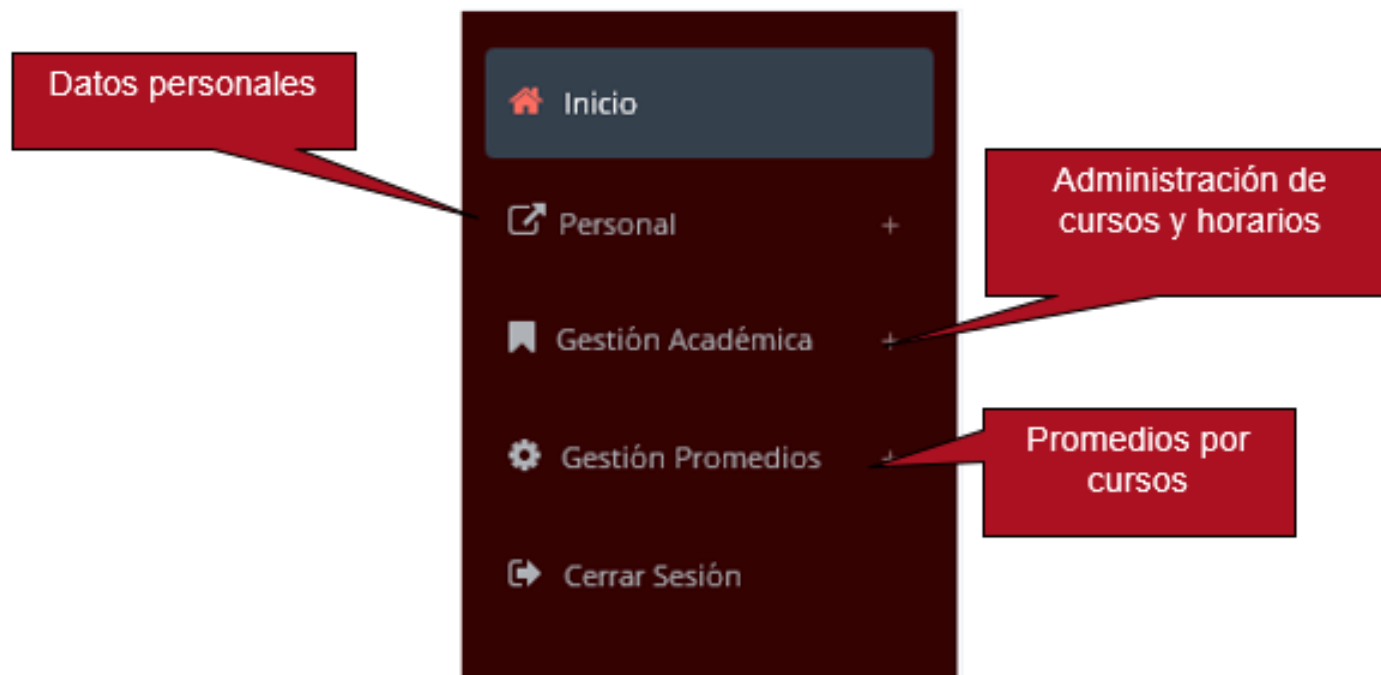 Datos personales
Inicio
Administración de
cursos y horarios
Personal +
Gestión Académica +
Gestión Promedios +
Promedios por
cursos
Cerrar Sesión